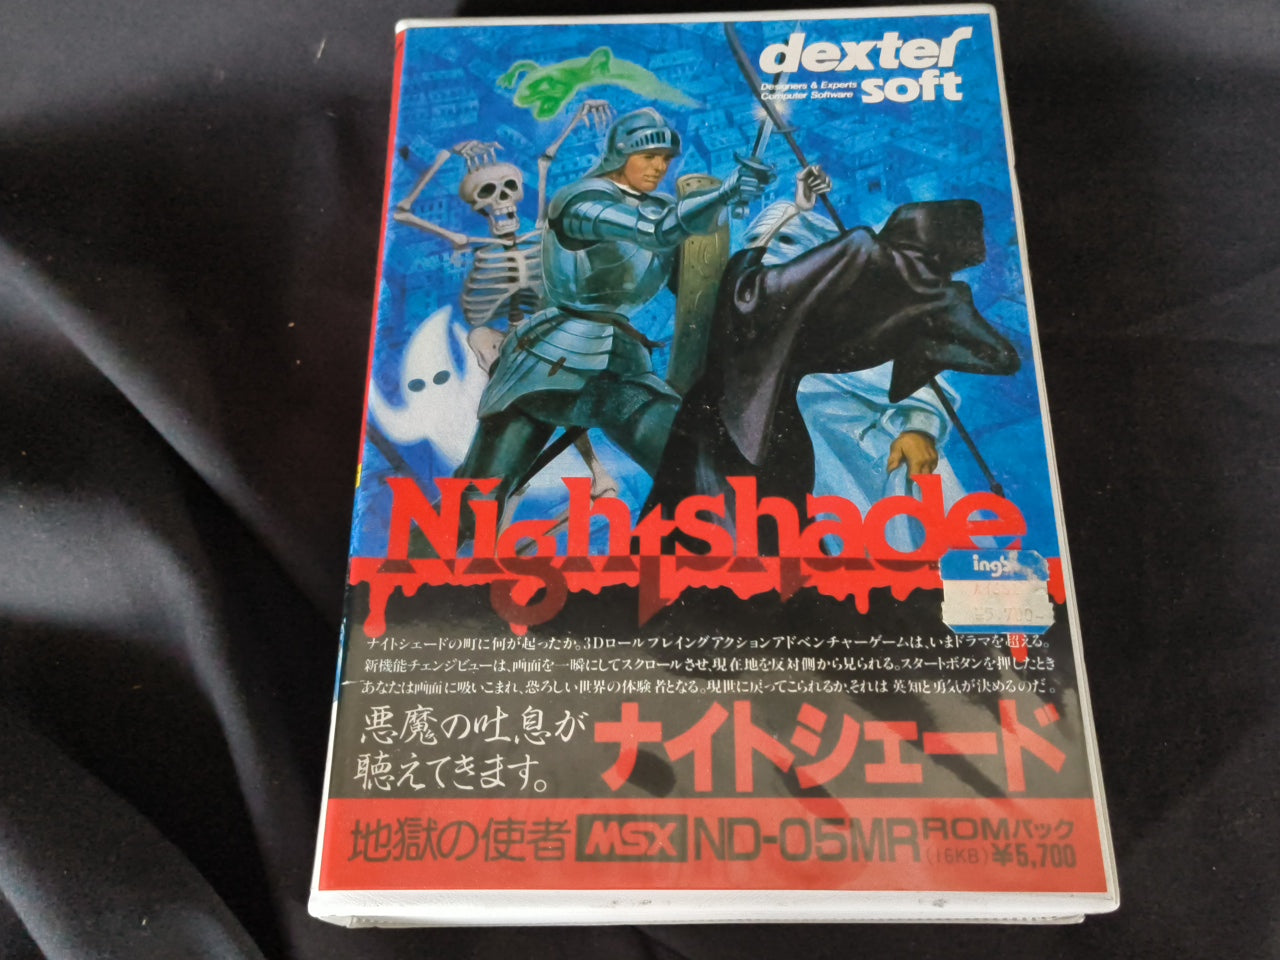 dexter
soft
Designers & Experts
Computer Software
Nightshade
¥5,700-
ナイトシェードの町に何が起ったか。3Dロールプレイングアクションアドベンチャーゲームは、いまドラマを超える。
新機能チェンジビューは、画面を一瞬にしてスクロールさせ、現在地を反対側から見られる。スタートボタンを押したとき
あなたは画面に吸いこまれ、恐ろしい世界の体験者となる。現世に戻ってこられるか、それは 英知と勇気が決めるのだ。
悪魔の吐息が
聴えてきます。
ナイトシェード
地獄の使者 MSX ND-05MR ROMパック
(16KB) ¥5,700